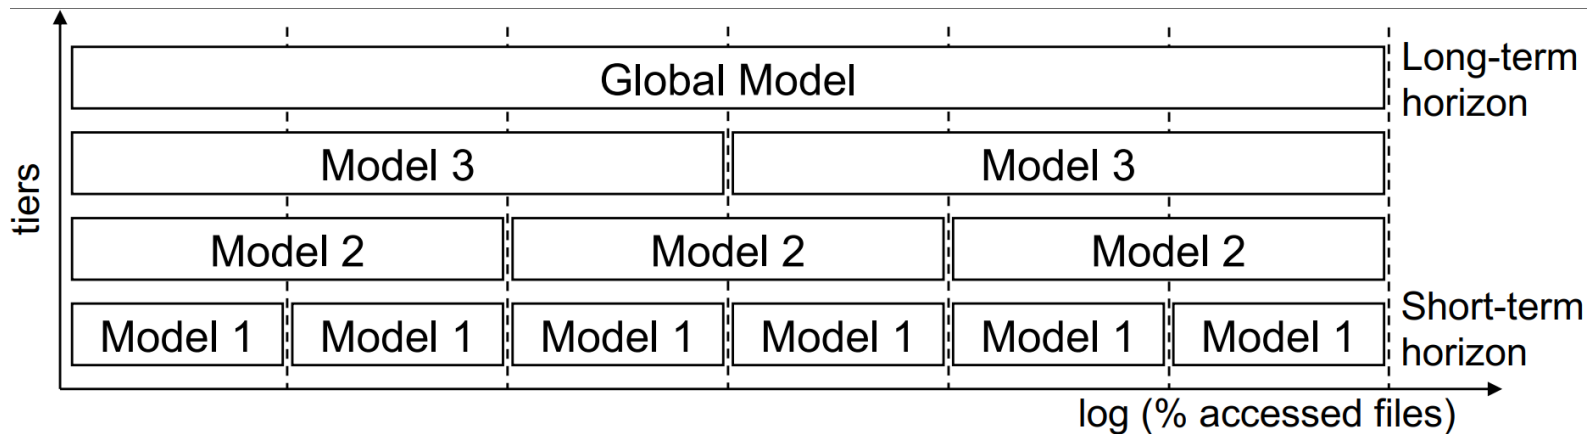 Global Model
Long-term
horizon
Model 3 Model 3
tiers
Model 2 Model 2 Model 2
Model 1 Model 1 Model 1 Model 1 Model 1 Model 1
Short-term
horizon
log (% accessed files)